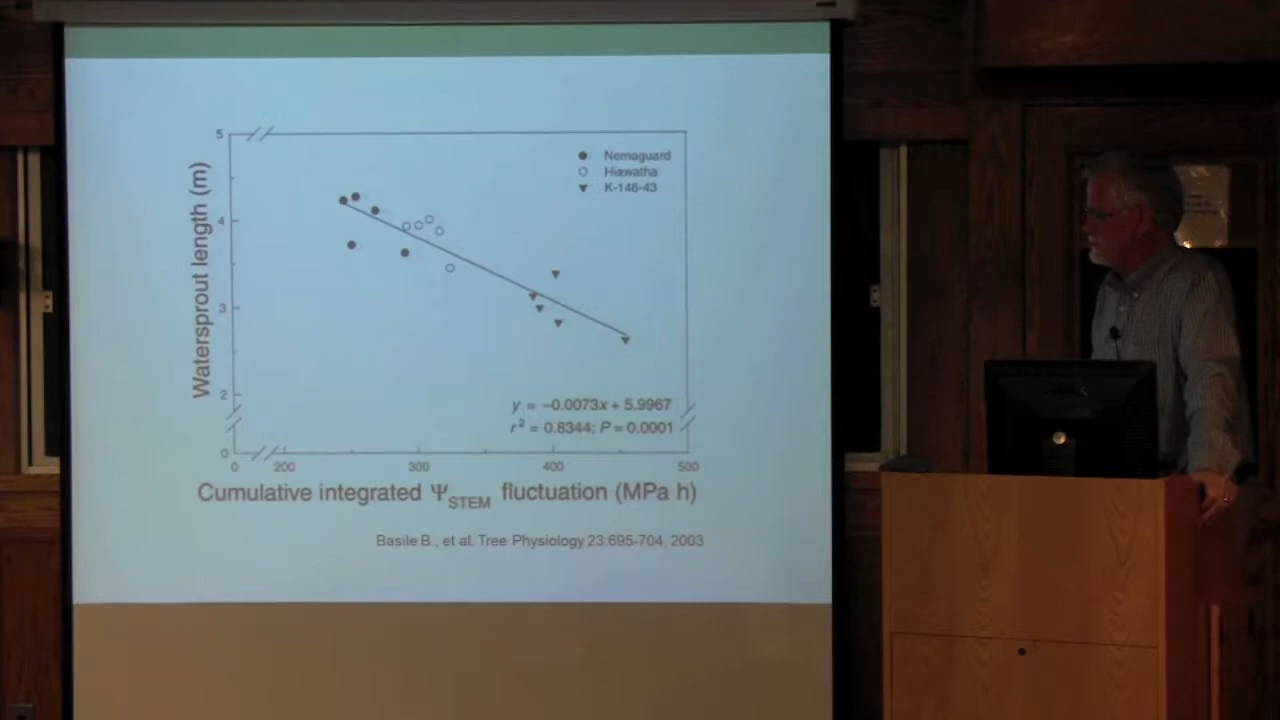 5
Nemaguard
Hiawatha
K-146-43
4
Watersprout length (m)
3
2
y = −0.0073x + 5.9967
r² = 0.8344; P = 0.0001
0
0 200 300 400 500
Cumulative integrated Ψ STEM fluctuation (MPa h)
Basile B., et al. Tree Physiology 23:695-704, 2003